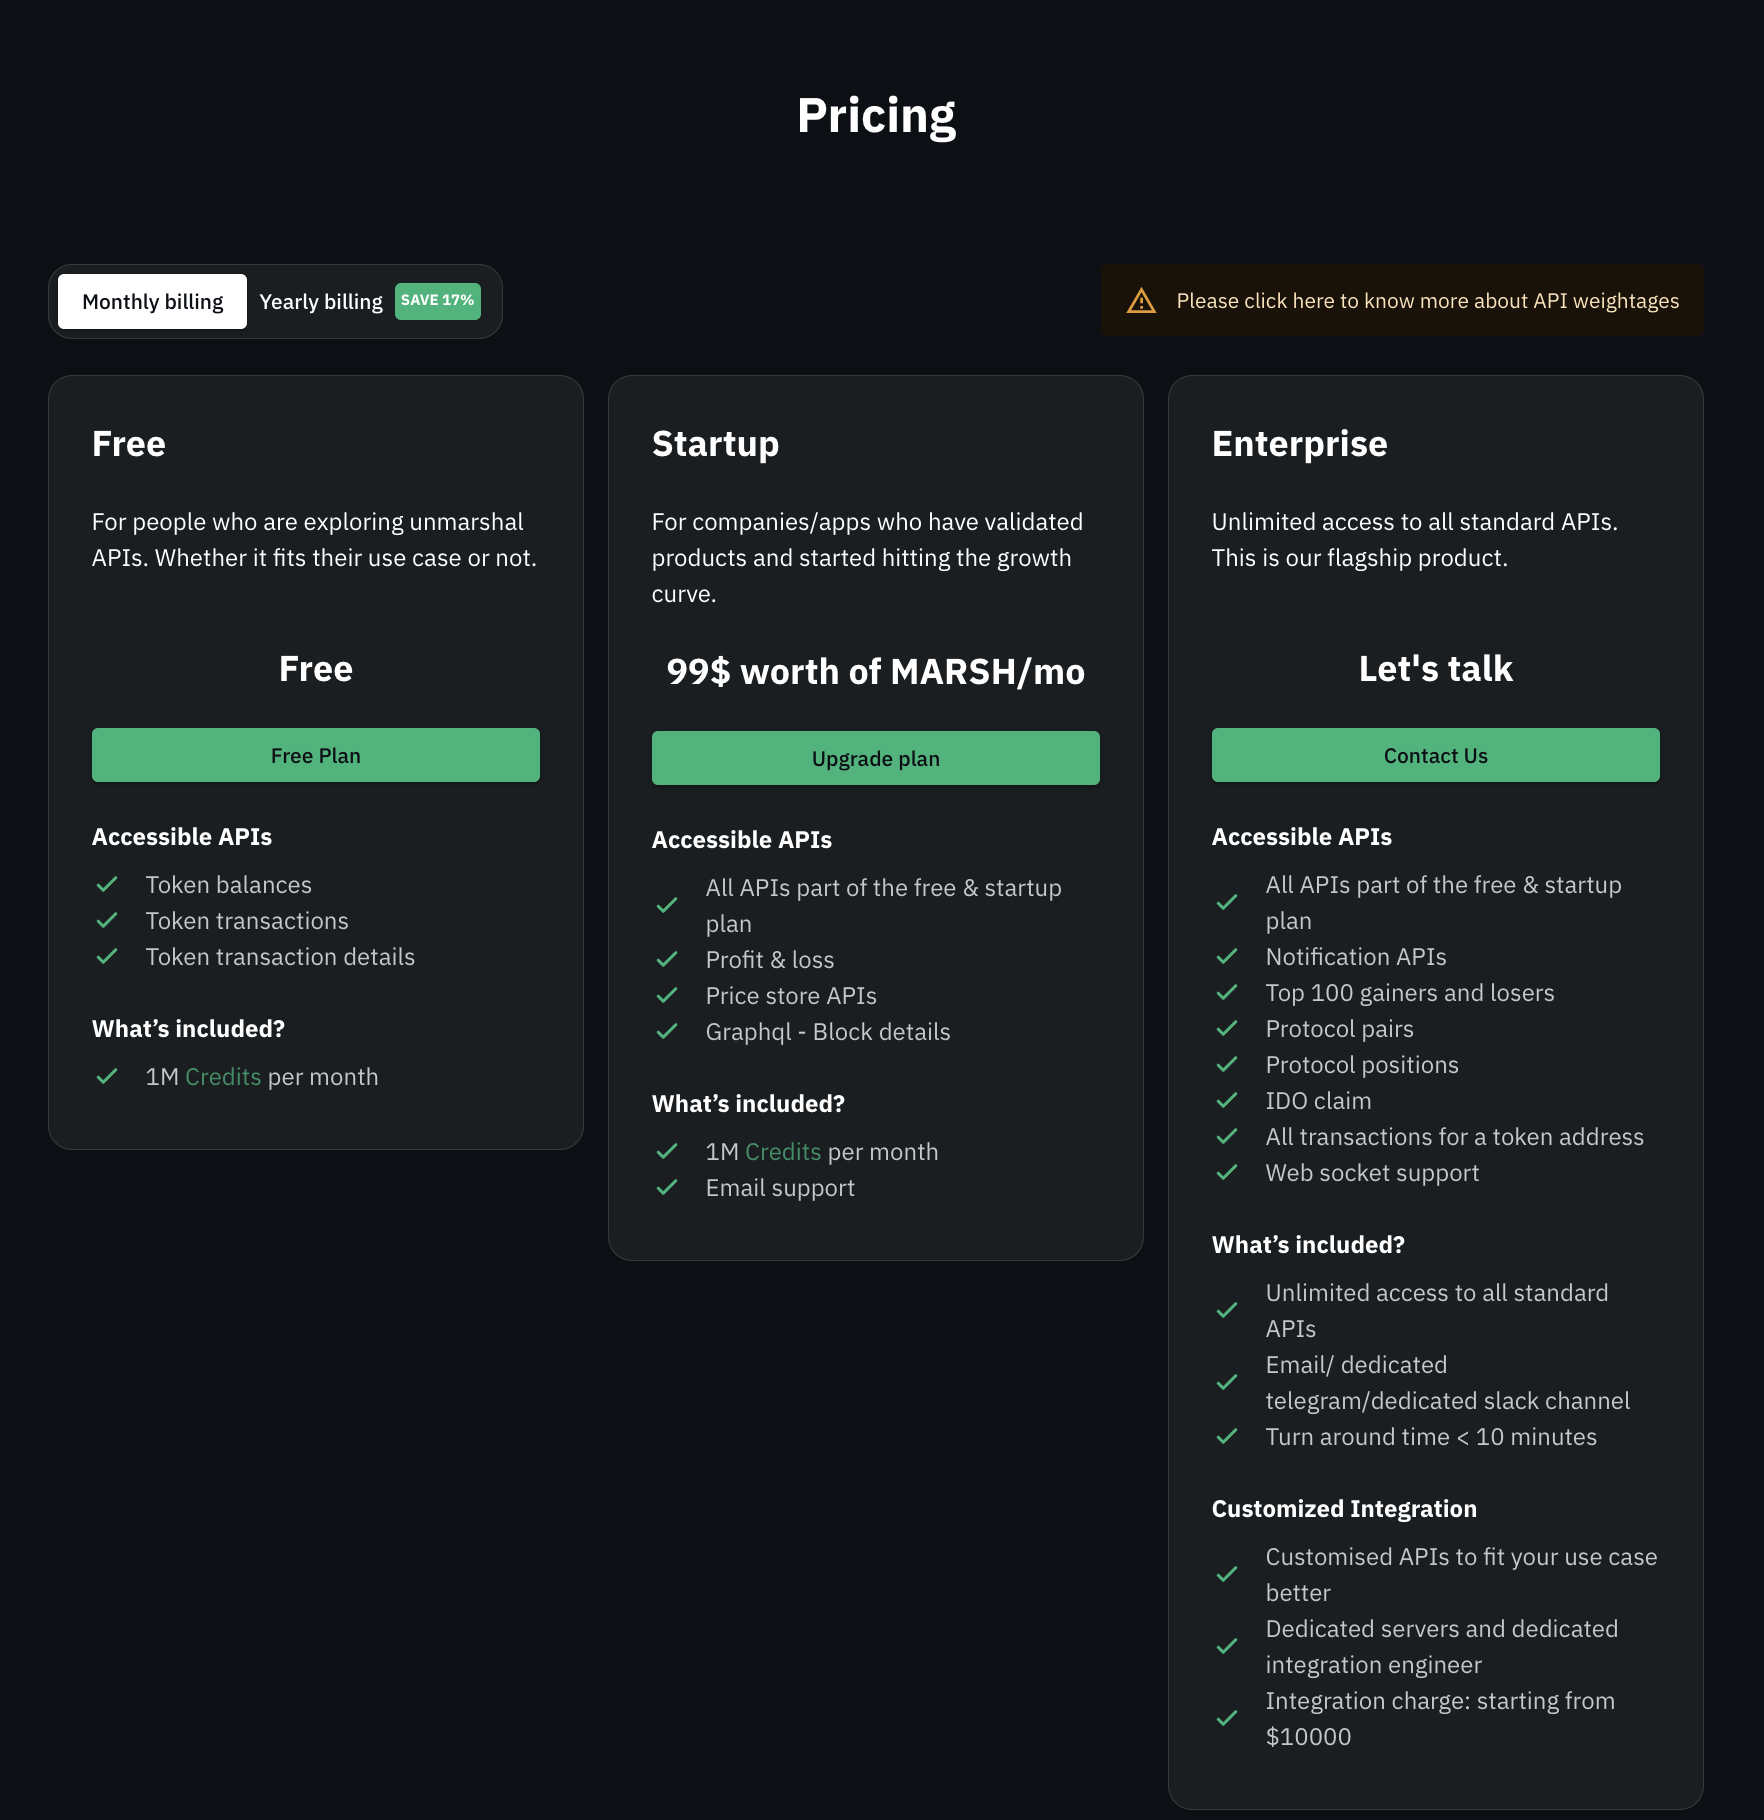 Pricing
Monthly billing
Yearly billing
SAVE 17%
Please click here to know more about API weightages
Free
For people who are exploring unmarshal
APIs. Whether it fits their use case or not.
Free
Free Plan
Accessible APIs
Token balances
Token transactions
Token transaction details
What’s included?
1M Credits per month
Startup
For companies/apps who have validated
products and started hitting the growth
curve.
99$ worth of MARSH/mo
Upgrade plan
Accessible APIs
All APIs part of the free & startup
plan
Profit & loss
Price store APIs
Graphql - Block details
What’s included?
1M Credits per month
Email support
Enterprise
Unlimited access to all standard APIs.
This is our flagship product.
Let's talk
Contact Us
Accessible APIs
All APIs part of the free & startup
plan
Notification APIs
Top 100 gainers and losers
Protocol pairs
Protocol positions
IDO claim
All transactions for a token address
Web socket support
What’s included?
Unlimited access to all standard
APIs
Email/ dedicated
telegram/dedicated slack channel
Turn around time < 10 minutes
Customized Integration
Customised APIs to fit your use case
better
Dedicated servers and dedicated
integration engineer
Integration charge: starting from
$10000